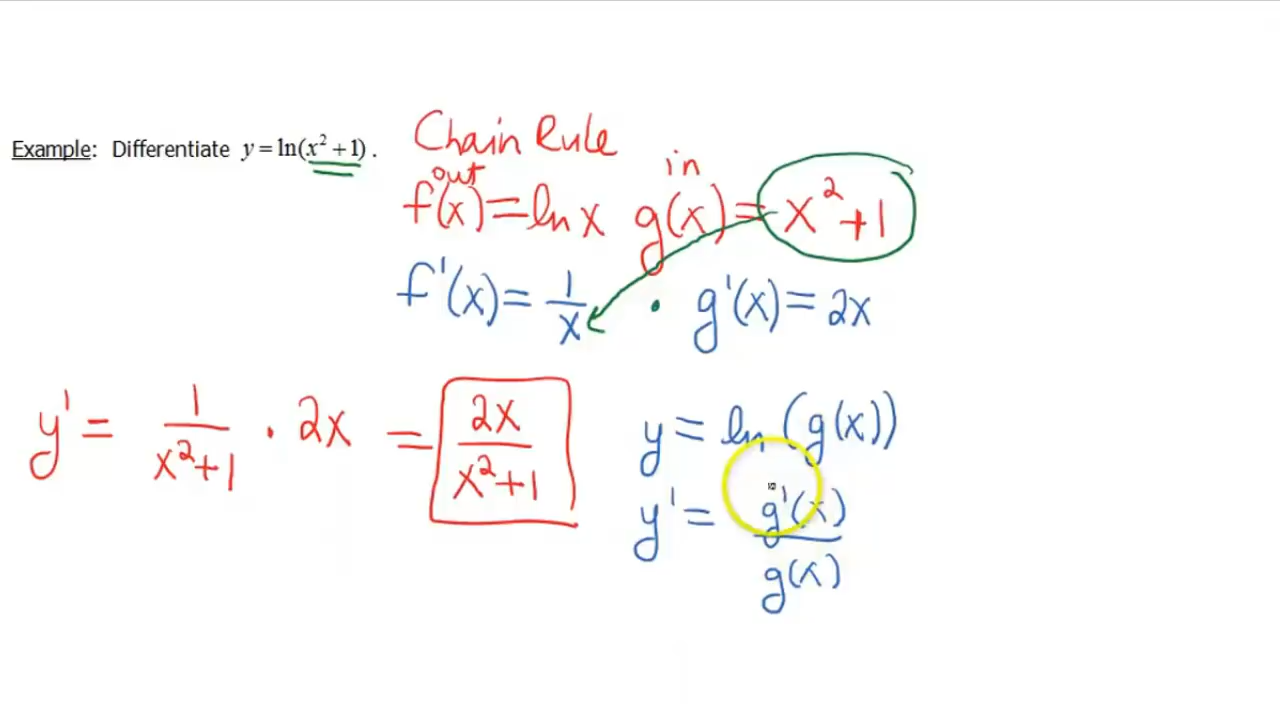 Example: Differentiate y = ln(x² + 1).
Chain Rule
out in
f(x) = ln x g(x) = x² + 1
f'(x) = 1/x · g'(x) = 2x
y' = 1/(x²+1) · 2x = 2x/(x²+1)
y = ln(g(x))
y' = g'(x)/g(x)